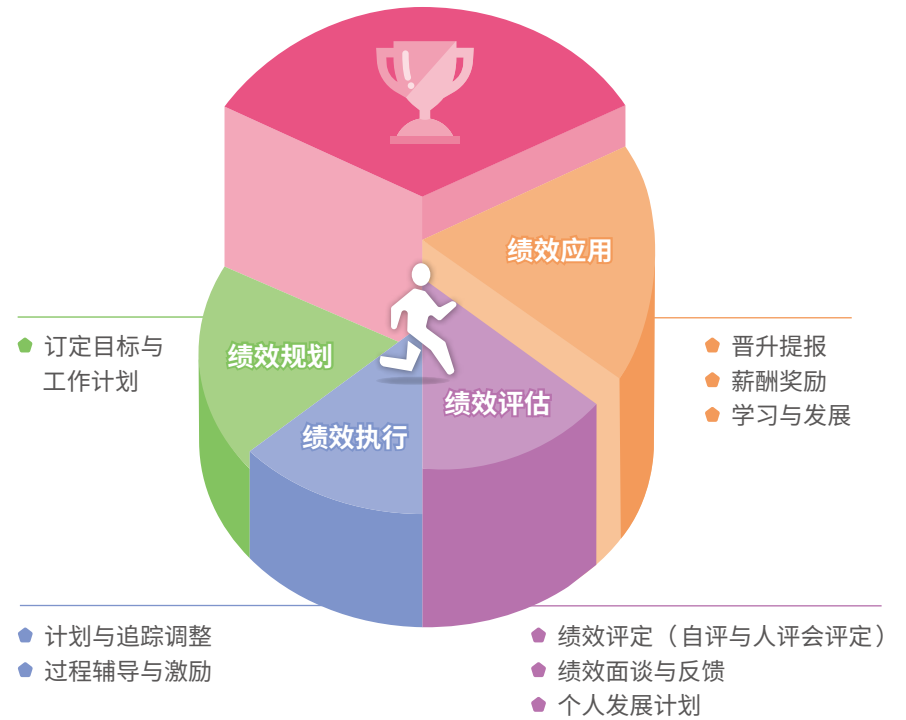 绩效应用
晋升提报
薪酬奖励
学习与发展
绩效规划
订定目标与
工作计划
绩效执行
计划与追踪调整
过程辅导与激励
绩效评估
绩效评定（自评与人评会评定）
绩效面谈与反馈
个人发展计划